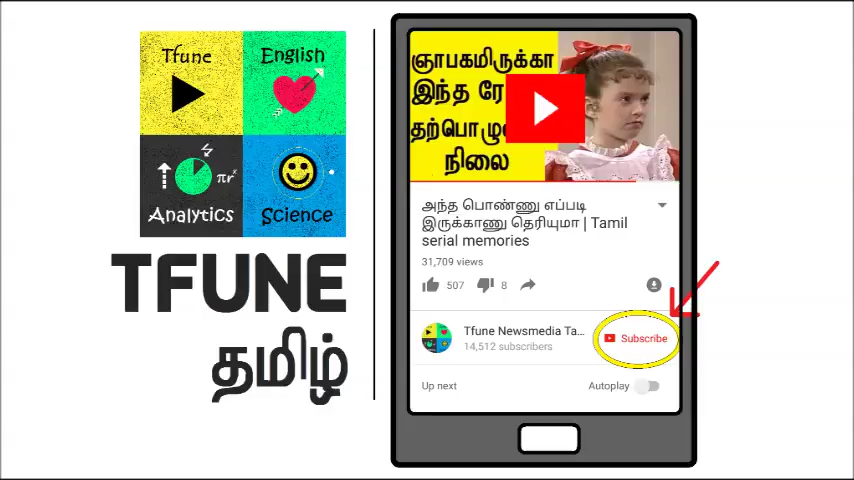 Tfune
English
Analytics
πrˣ
Science
TFUNE
தமிழ்
ஞாபகமிருக்கா
இந்த ரே
தற்பொழு
நிலை
அந்த பொண்ணு எப்படி
இருக்காணு தெரியுமா | Tamil
serial memories
31,709 views
507
8
Tfune Newsmedia Ta...
14,512 subscribers
Subscribe
Up next
Autoplay